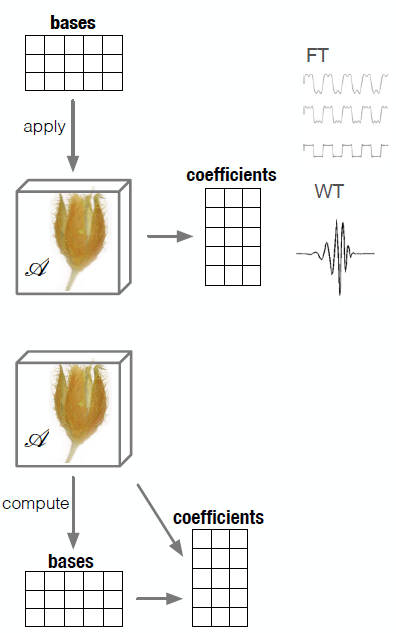 bases
FT
apply
coefficients
WT
𝒜
𝒜
compute
coefficients
bases